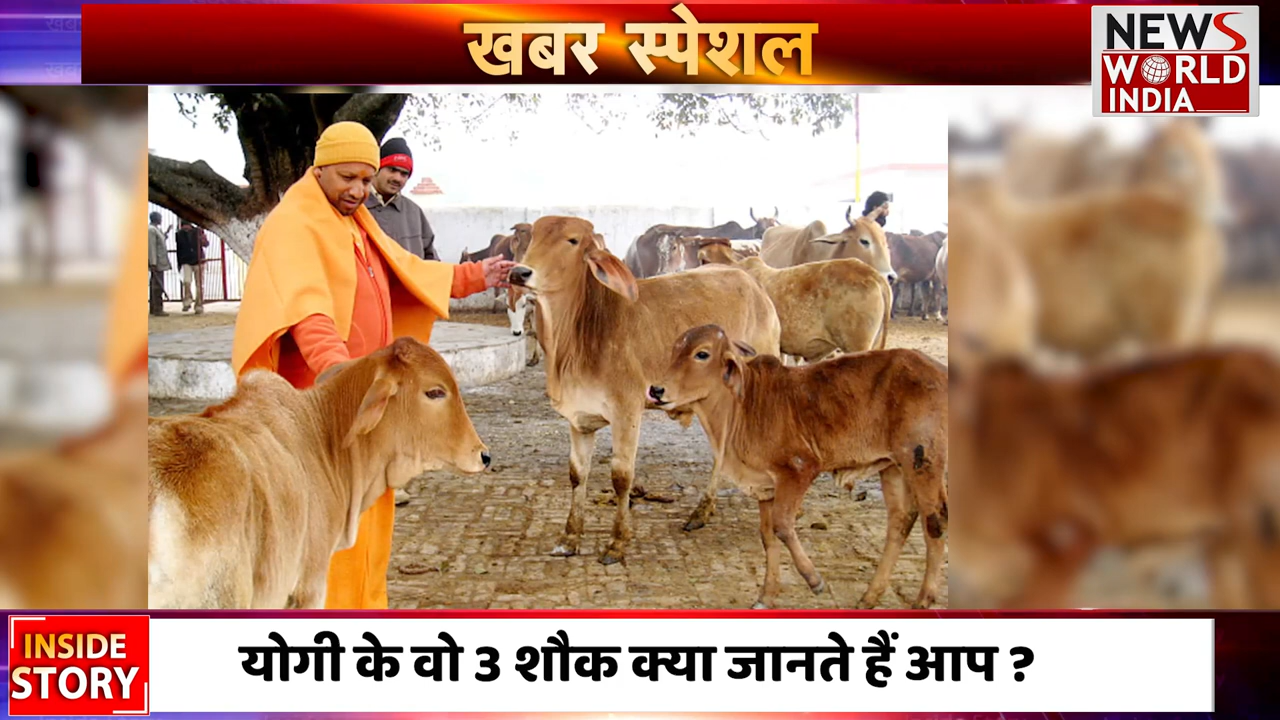 खबर स्पेशल
NEWS
WORLD
INDIA
INSIDE
STORY
योगी के वो 3 शौक क्या जानते हैं आप ?